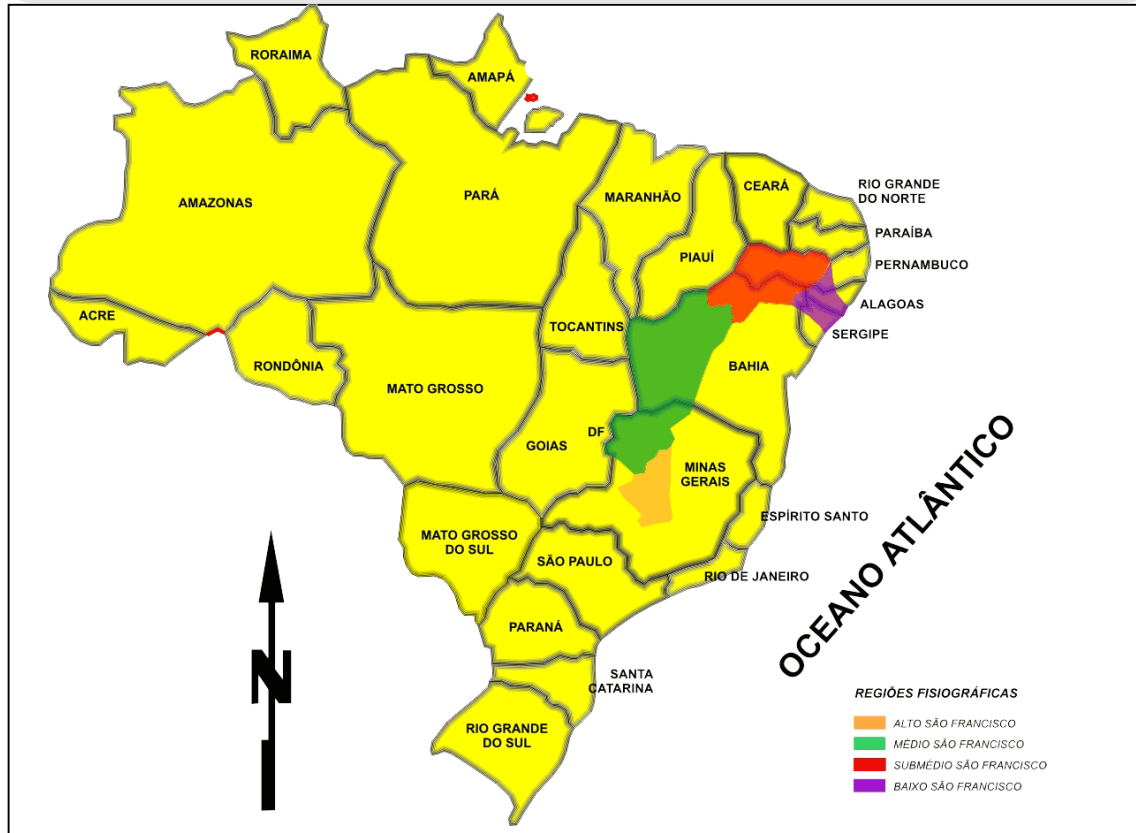 RORAIMA
AMAPÁ
AMAZONAS
PARÁ
MARANHÃO
CEARÁ
RIO GRANDE
DO NORTE
PARAÍBA
PIAUÍ
PERNAMBUCO
ALAGOAS
SERGIPE
ACRE
RONDÔNIA
TOCANTINS
MATO GROSSO
BAHIA
GOIAS
DF
MINAS
GERAIS
ESPÍRITO SANTO
MATO GROSSO
DO SUL
SÃO PAULO
RIO DE JANEIRO
PARANÁ
SANTA
CATARINA
RIO GRANDE
DO SUL
OCEANO ATLÂNTICO
N
REGIÕES FISIOGRÁFICAS
ALTO SÃO FRANCISCO
MÉDIO SÃO FRANCISCO
SUBMÉDIO SÃO FRANCISCO
BAIXO SÃO FRANCISCO